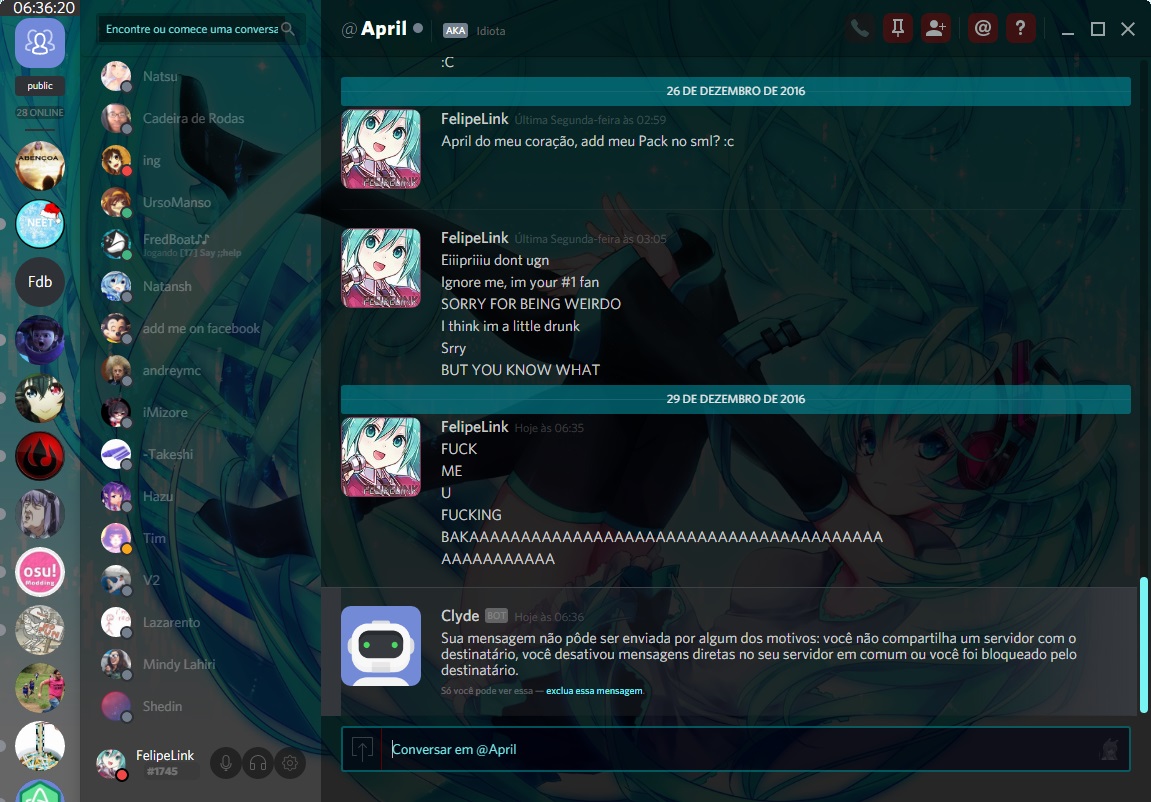 06:36:20
public
28 ONLINE
ABENÇOA
NEET
Fdb
osu!
Modding
Encontre ou comece uma conversa
Natsu
Cadeira de Rodas
ing
UrsoManso
FredBoat♪♪
Jogando [17] Say ;;help
Natansh
add me on facebook
andreymc
iMizore
-Takeshi
Hazu
Tim
V2
Lazarento
Mindy Lahiri
Shedin
FelipeLink
#1745
@April
AKA Idiota
@ ?
:C
26 DE DEZEMBRO DE 2016
FelipeLink Última Segunda-feira às 02:59
April do meu coração, add meu Pack no sml? :c
FelipeLink Última Segunda-feira às 03:05
Eiiipriiiu dont ugn
Ignore me, im your #1 fan
SORRY FOR BEING WEIRDO
I think im a little drunk
Srry
BUT YOU KNOW WHAT
29 DE DEZEMBRO DE 2016
FelipeLink Hoje às 06:35
FUCK
ME
U
FUCKING
BAKAAAAAAAAAAAAAAAAAAAAAAAAAAAAAAAAAAAAAA
AAAAAAAAAAA
Clyde BOT Hoje às 06:36
Sua mensagem não pôde ser enviada por algum dos motivos: você não compartilha um servidor com o
destinatário, você desativou mensagens diretas no seu servidor em comum ou você foi bloqueado pelo
destinatário.
Só você pode ver essa — exclua essa mensagem.
Conversar em @April